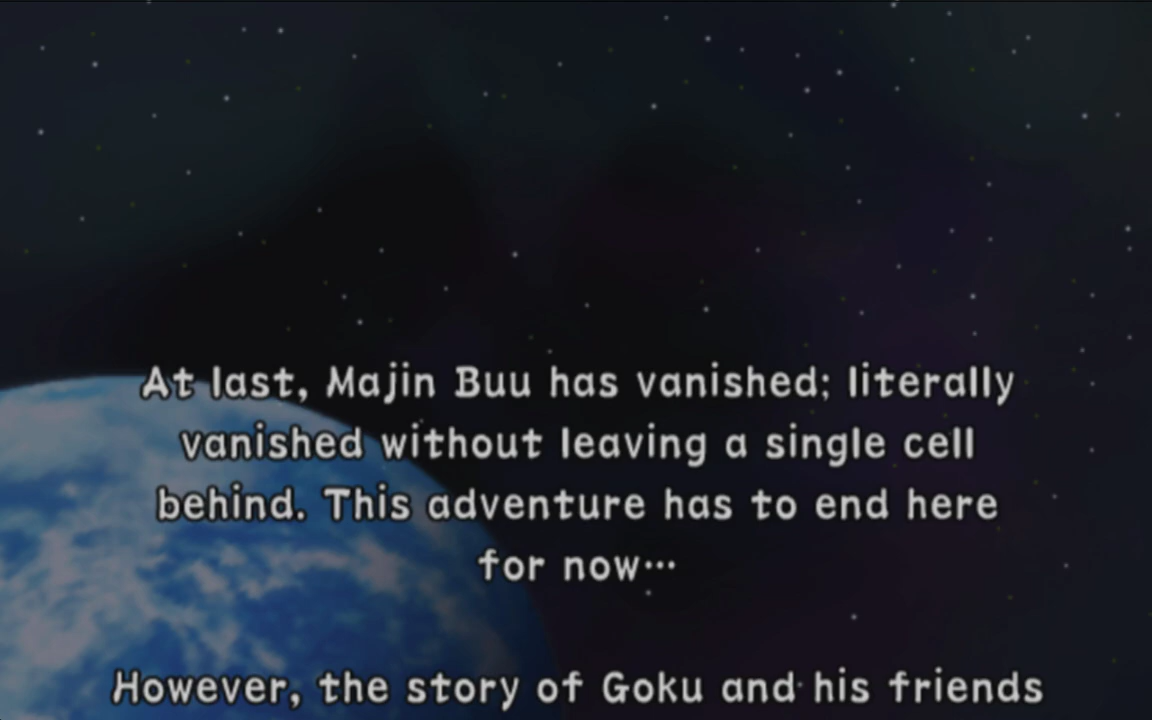 At last, Majin Buu has vanished; literally
vanished without leaving a single cell
behind. This adventure has to end here
for now…
However, the story of Goku and his friends